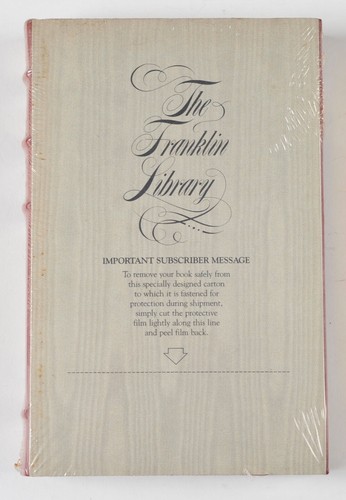 The
Franklin
Library
IMPORTANT SUBSCRIBER MESSAGE
To remove your book safely from
this specially designed carton
to which it is fastened for
protection during shipment,
simply cut the protective
film lightly along this line
and peel film back.